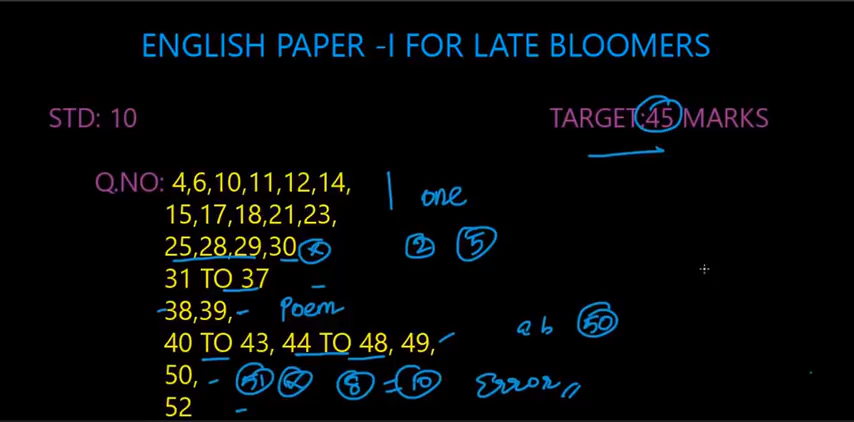 ENGLISH PAPER -I FOR LATE BLOOMERS
STD: 10 TARGET:45 MARKS
Q.NO: 4,6,10,11,12,14, one
15,17,18,21,23,
25,28,29,30 2 5
31 TO 37
38,39, Poem
40 TO 43, 44 TO 48, 49, a b 50
50, 51 8 = 10 Error
52